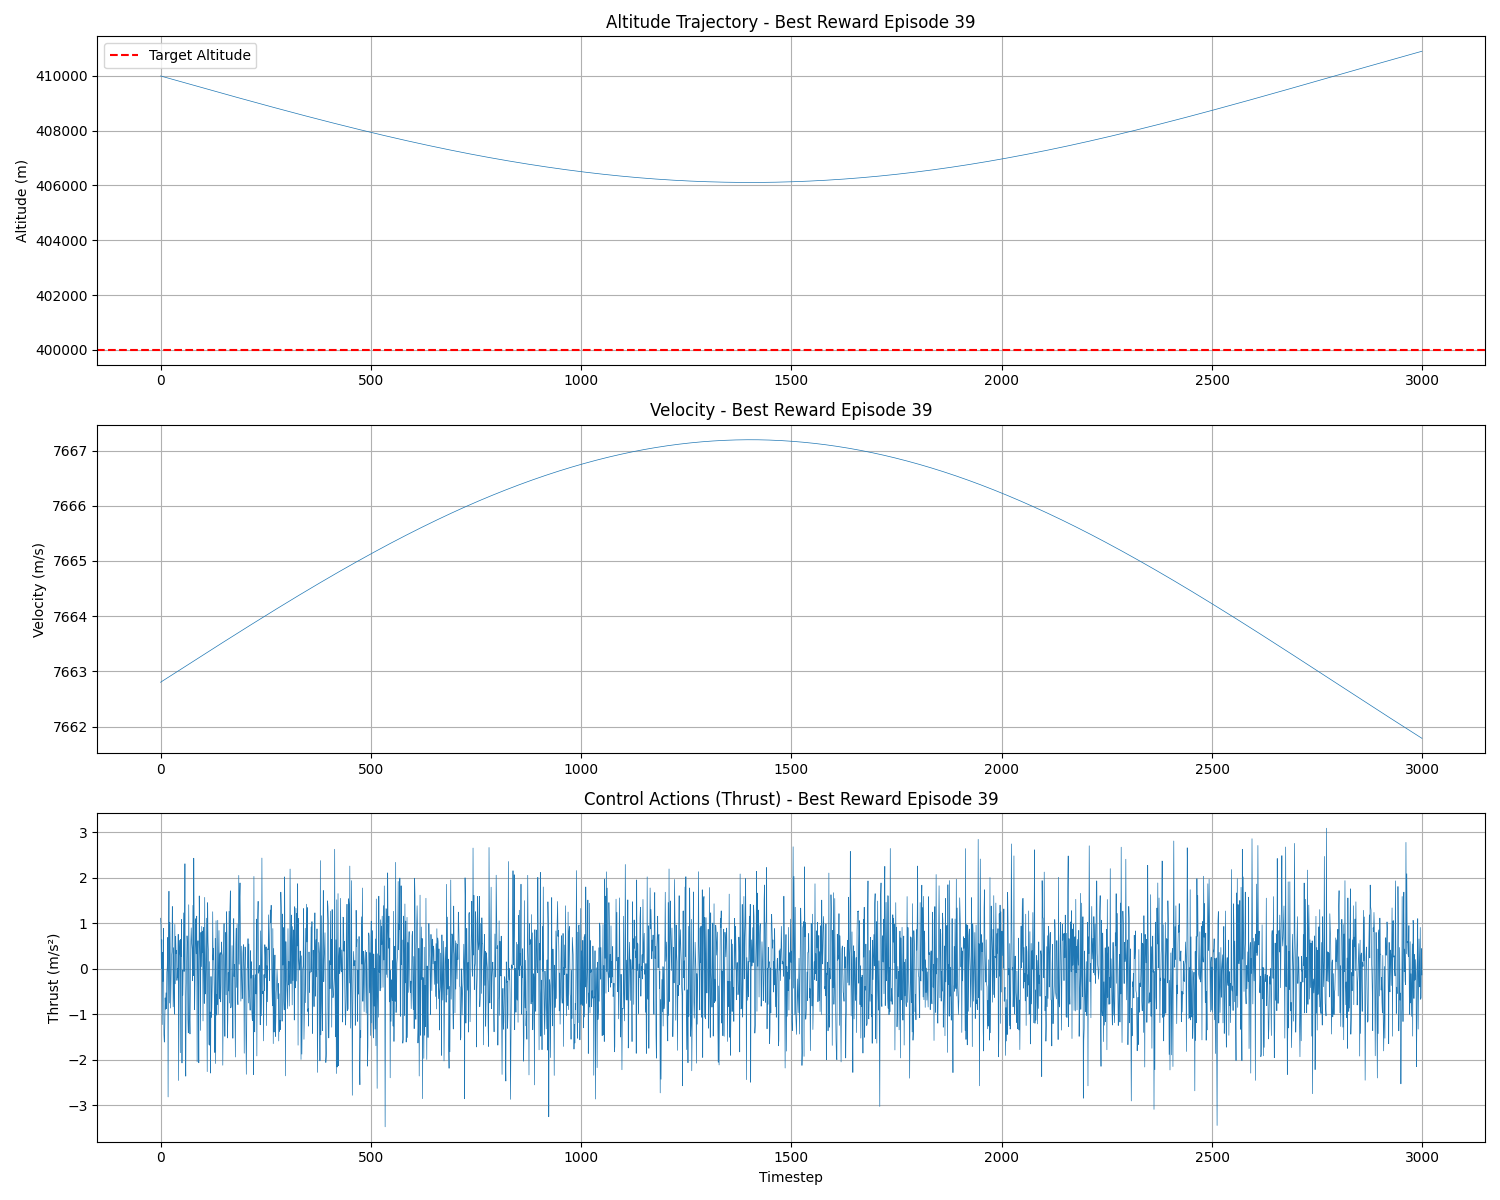 Altitude Trajectory - Best Reward Episode 39
Target Altitude
Altitude (m)
410000
408000
406000
404000
402000
400000
0 500 1000 1500 2000 2500 3000
Velocity - Best Reward Episode 39
Velocity (m/s)
7667
7666
7665
7664
7663
7662
0 500 1000 1500 2000 2500 3000
Control Actions (Thrust) - Best Reward Episode 39
Thrust (m/s²)
3
2
1
0
−1
−2
−3
0 500 1000 1500 2000 2500 3000
Timestep